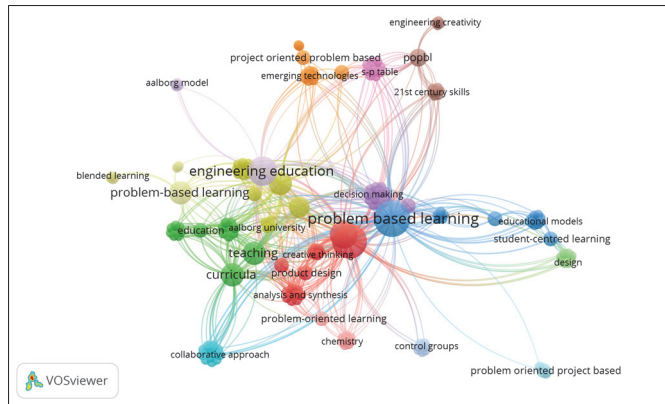 engineering creativity
project oriented problem based
popbl
emerging technologies
s-p table
aalborg model
21st century skills
engineering education
blended learning
problem-based learning
decision making
problem based learning
educational models
education
aalborg university
student-centred learning
teaching
creative thinking
design
curricula
product design
analysis and synthesis
problem-oriented learning
chemistry
control groups
collaborative approach
problem oriented project based
VOSviewer